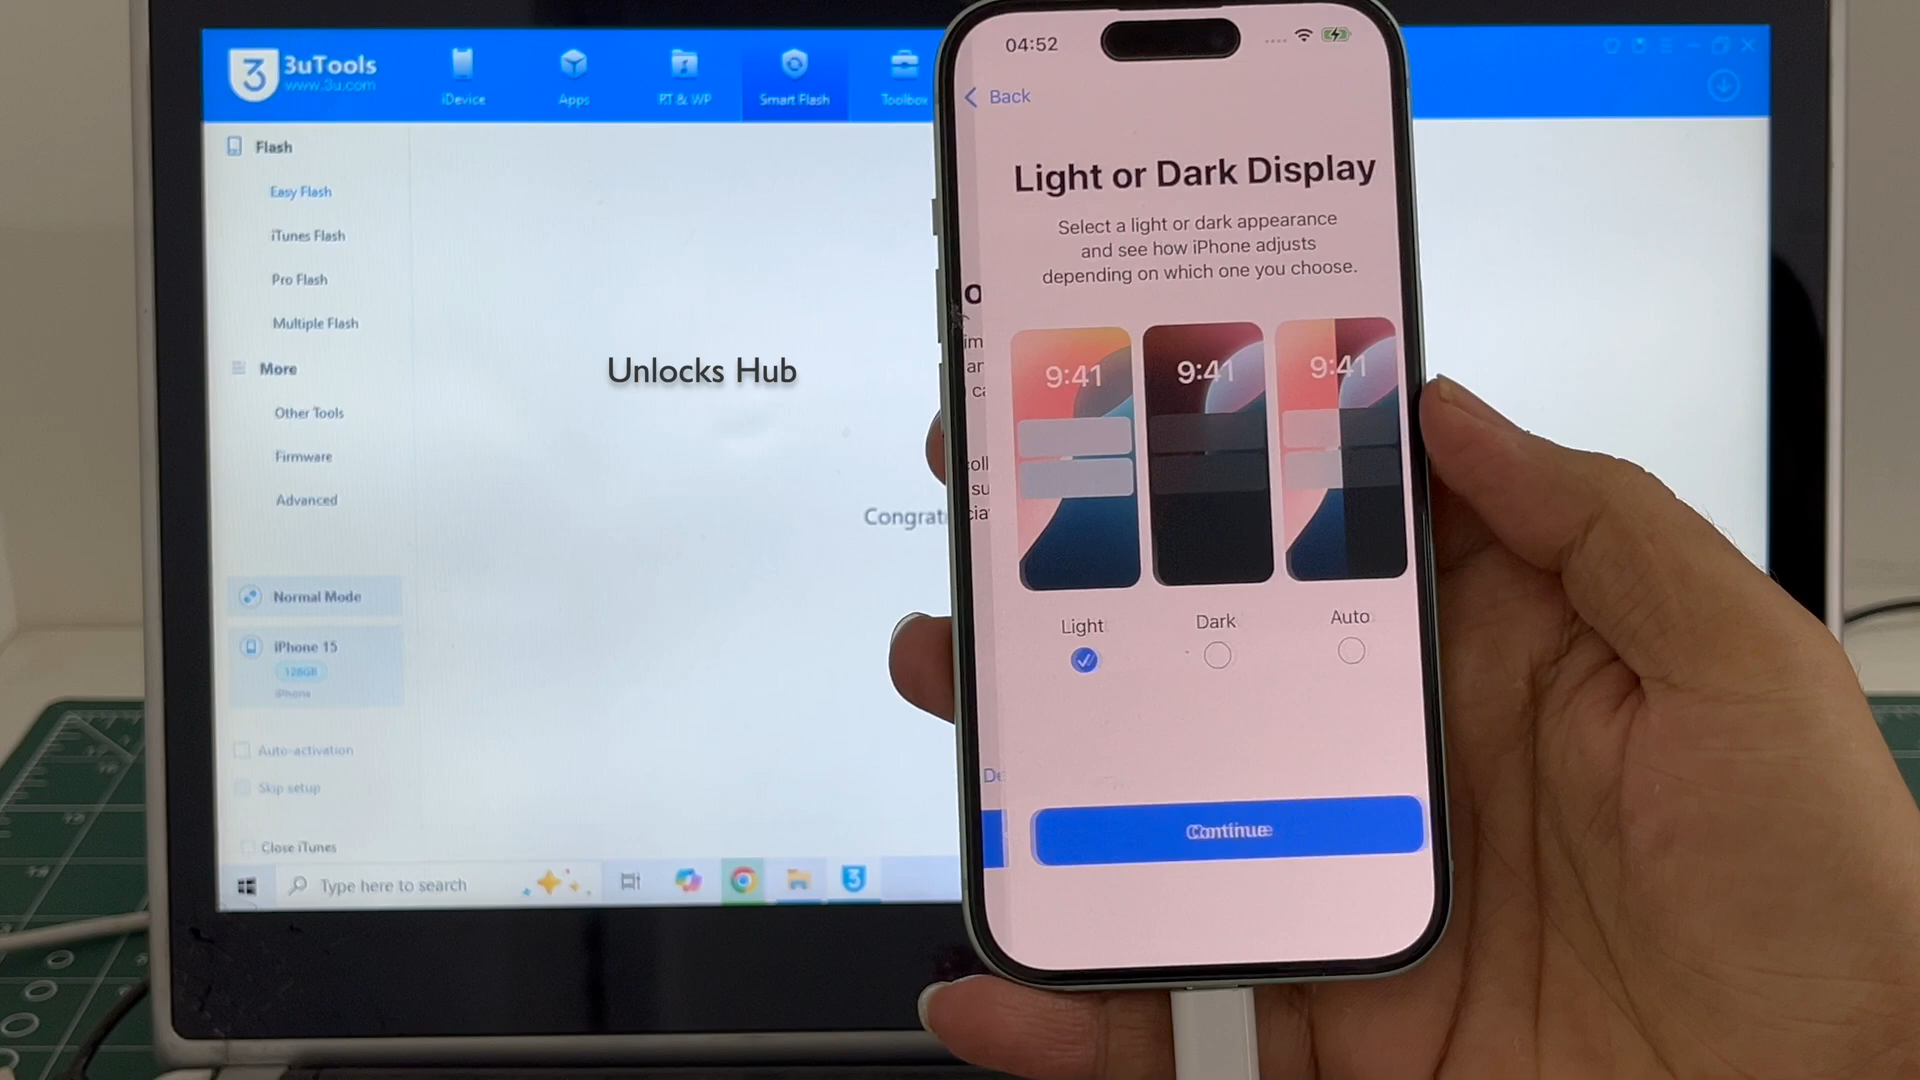 3uTools
www.3u.com
iDevice
Apps
RT & WP
Smart Flash
Toolbox
Flash
Easy Flash
iTunes Flash
Pro Flash
Multiple Flash
More
Other Tools
Firmware
Advanced
Normal Mode
iPhone 15
128GB
iPhone
Auto-activation
Skip setup
Close iTunes
Type here to search
Unlocks Hub
Congrat
04:52
Back
Light or Dark Display
Select a light or dark appearance
and see how iPhone adjusts
depending on which one you choose.
9:41
9:41
9:41
Light
Dark
Auto
Continue